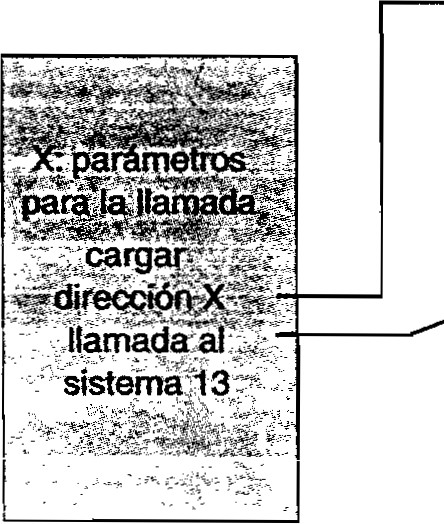 X: parámetros
para la llamada
cargar
dirección X
llamada al
sistema 13